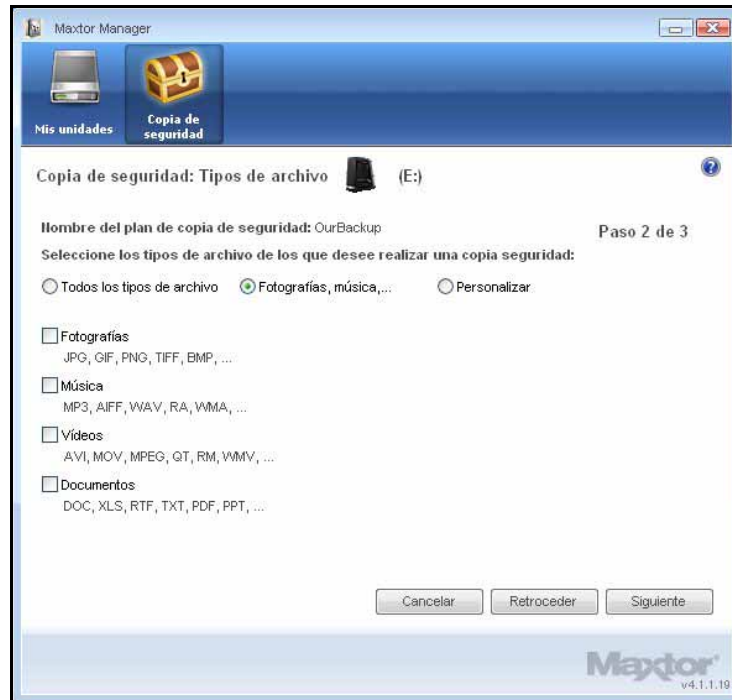 Maxtor Manager
Mis unidades
Copia de
seguridad
Copia de seguridad: Tipos de archivo (E:)
Nombre del plan de copia de seguridad: OurBackup
Paso 2 de 3
Seleccione los tipos de archivo de los que desee realizar una copia seguridad:
Todos los tipos de archivo Fotografías, música,... Personalizar
Fotografías
JPG, GIF, PNG, TIFF, BMP, ...
Música
MP3, AIFF, WAV, RA, WMA, ...
Vídeos
AVI, MOV, MPEG, QT, RM, WMV, ...
Documentos
DOC, XLS, RTF, TXT, PDF, PPT, ...
Cancelar Retroceder Siguiente
Maxtor
v4.1.1.19